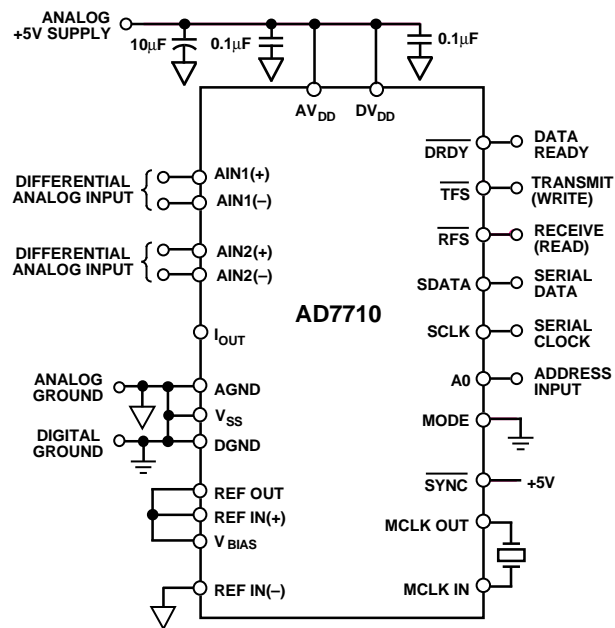 ANALOG
+5V SUPPLY
10µF
0.1µF
0.1µF
AVDD
DVDD
DIFFERENTIAL
ANALOG INPUT
AIN1(+)
AIN1(–)
DIFFERENTIAL
ANALOG INPUT
AIN2(+)
AIN2(–)
IOUT
ANALOG
GROUND
AGND
VSS
DIGITAL
GROUND
DGND
REF OUT
REF IN(+)
VBIAS
REF IN(–)
AD7710
DRDY
DATA
READY
TFS
TRANSMIT
(WRITE)
RFS
RECEIVE
(READ)
SDATA
SERIAL
DATA
SCLK
SERIAL
CLOCK
A0
ADDRESS
INPUT
MODE
SYNC
+5V
MCLK OUT
MCLK IN